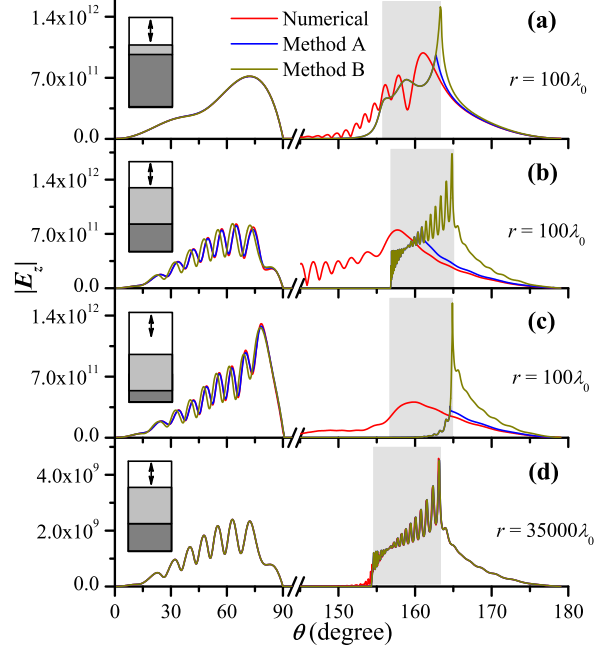 1.4x10¹²
7.0x10¹¹
0.0
Numerical
Method A
Method B
(a)
r = 100λ₀
1.4x10¹²
7.0x10¹¹
0.0
(b)
r = 100λ₀
|E_z|
1.4x10¹²
7.0x10¹¹
0.0
(c)
r = 100λ₀
4.0x10⁹
2.0x10⁹
0.0
(d)
r = 35000λ₀
0 30 60 90 150 160 170 180
θ (degree)